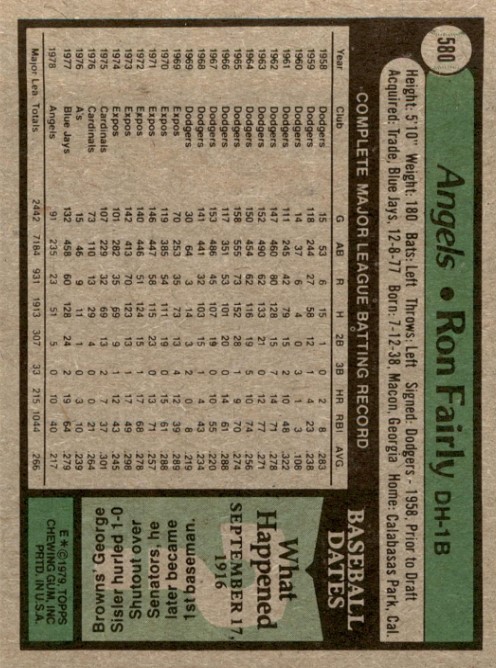 580
Angels • Ron Fairly DH-1B
Height: 5'10" Weight: 180 Bats: Left Throws: Left Signed: Dodgers - 1958, Prior to Draft
Acquired: Trade, Blue Jays, 12-8-77 Born: 7-12-38, Macon, Georgia Home: Calabasas Park, Cal.
COMPLETE MAJOR LEAGUE BATTING RECORD
Year Club G AB R H 2B 3B HR RBI AVG.
1958 Dodgers 15 53 6 15 1 0 2 8 .283
1959 Dodgers 118 244 27 58 12 1 4 23 .238
1960 Dodgers 14 37 6 4 0 3 1 3 .108
1961 Dodgers 111 245 42 79 15 2 10 48 .322
1962 Dodgers 147 460 80 128 15 7 14 71 .278
1963 Dodgers 152 490 62 133 21 0 12 77 .271
1964 Dodgers 150 454 62 116 19 5 10 74 .256
1965 Dodgers 158 555 73 152 28 1 9 70 .274
1966 Dodgers 117 351 53 101 20 0 14 61 .288
1967 Dodgers 153 486 45 107 19 0 10 55 .220
1968 Dodgers 141 441 32 103 15 1 4 43 .234
1969 Dodgers 30 64 3 14 3 2 0 8 .219
1969 Expos 70 253 35 73 13 4 12 39 .289
1970 Expos 119 385 54 111 19 0 15 61 .288
1971 Expos 146 447 58 115 23 0 13 71 .257
1972 Expos 140 446 51 124 15 1 17 68 .278
1973 Expos 142 413 70 123 13 1 17 49 .298
1974 Expos 101 282 35 69 9 1 12 43 .245
1975 Cardinals 107 229 32 69 13 2 7 37 .301
1976 Cardinals 73 110 13 29 4 0 0 21 .264
1976 A's 15 46 9 11 1 0 3 10 .239
1977 Blue Jays 132 458 60 128 24 2 19 64 .279
1978 Angels 91 235 23 51 5 0 10 40 .217
Major Lea. Totals 2442 7184 931 1913 307 33 215 1044 .266
BASEBALL
DATES
What
Happened
SEPTEMBER 17,
1916
Browns' George
Sisler hurled 1-0
Shutout over
Senators. He
later became
1st baseman.
E*©1979, TOPPS
CHEWING GUM, INC
PRTD. IN U.S.A.